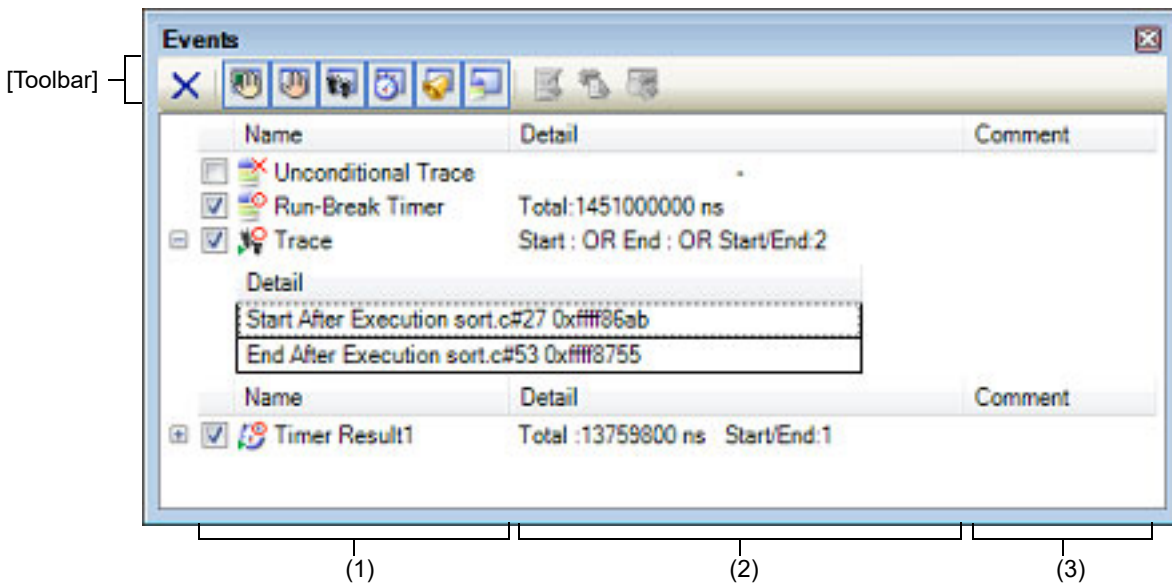 Events
[Toolbar]
Name Detail Comment
Unconditional Trace -
Run-Break Timer Total:1451000000 ns
Trace Start : OR End : OR Start/End:2
Detail
Start After Execution sort.c#27 0xffff86ab
End After Execution sort.c#53 0xffff8755
Name Detail Comment
Timer Result1 Total :13759800 ns Start/End:1
(1) (2) (3)